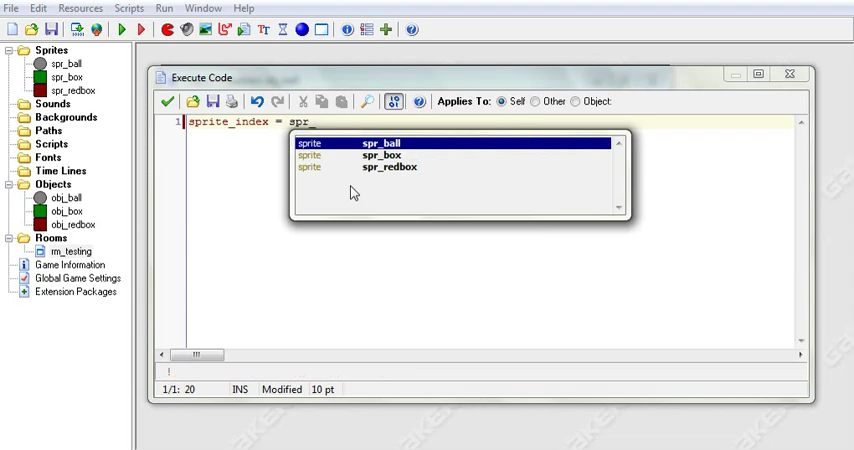 File Edit Resources Scripts Run Window Help
Sprites
spr_ball
spr_box
spr_redbox
Sounds
Backgrounds
Paths
Scripts
Fonts
Time Lines
Objects
obj_ball
obj_box
obj_redbox
Rooms
rm_testing
Game Information
Global Game Settings
Extension Packages
Execute Code
Applies To: Self Other Object:
1 sprite_index = spr_
sprite spr_ball
sprite spr_box
sprite spr_redbox
1/1: 20 INS Modified 10 pt